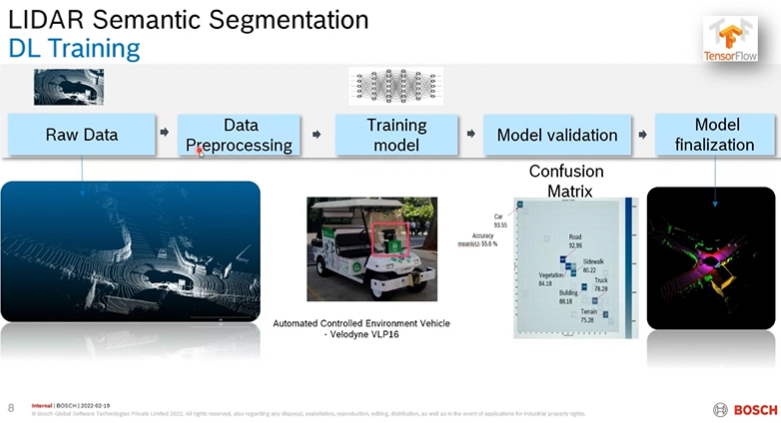 LIDAR Semantic Segmentation
DL Training
TensorFlow
Raw Data
Data
Preprocessing
Training
model
Model validation
Model
finalization
Confusion
Matrix
Car
93.55
Accuracy
meanIoU: 55.8 %
Road
92.96
Sidewalk
80.22
Vegetation
84.18
Truck
78.28
Building
88.18
Terrain
75.28
Automated Controlled Environment Vehicle
- Velodyne VLP16
8
Internal | BOSCH | 2022-02-19
© Bosch Global Software Technologies Private Limited 2022. All rights reserved, also regarding any disposal, exploitation, reproduction, editing, distribution, as well as in the event of applications for industrial property rights.
BOSCH